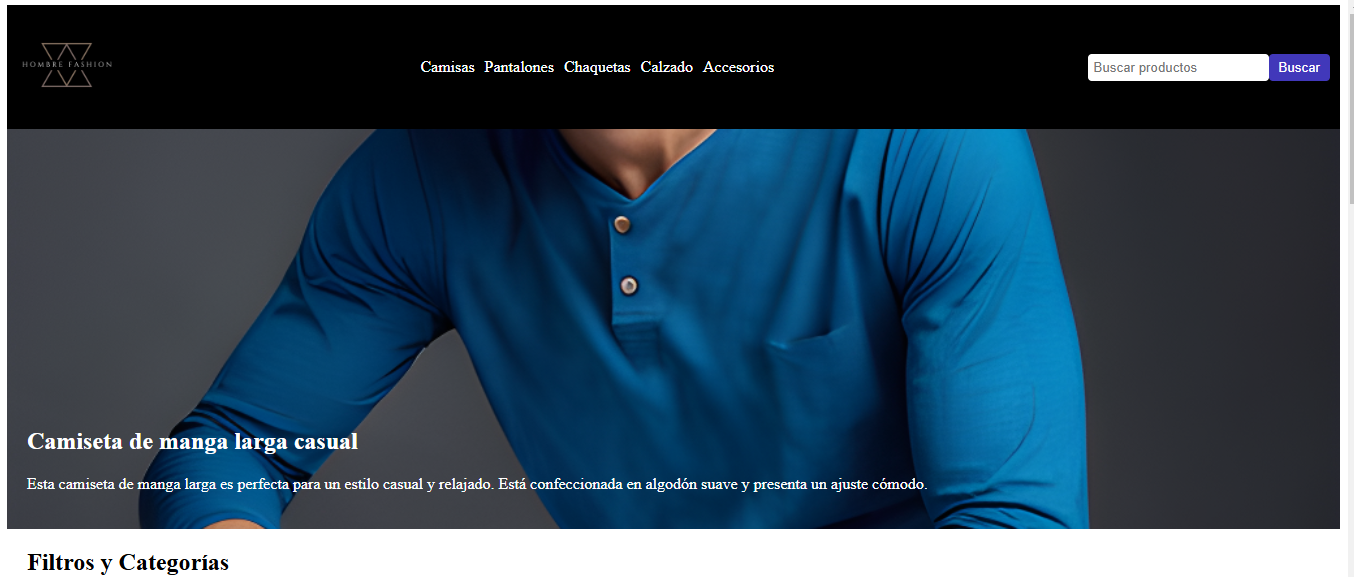 HOMBRE FASHION
Camisas Pantalones Chaquetas Calzado Accesorios
Buscar productos Buscar
Camiseta de manga larga casual
Esta camiseta de manga larga es perfecta para un estilo casual y relajado. Está confeccionada en algodón suave y presenta un ajuste cómodo.
Filtros y Categorías